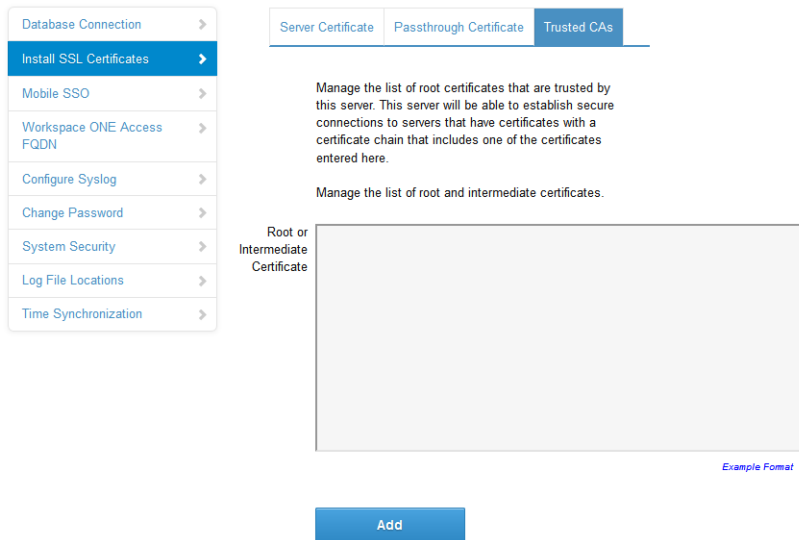 Database Connection
Install SSL Certificates
Mobile SSO
Workspace ONE Access
FQDN
Configure Syslog
Change Password
System Security
Log File Locations
Time Synchronization
Server Certificate
Passthrough Certificate
Trusted CAs
Manage the list of root certificates that are trusted by
this server. This server will be able to establish secure
connections to servers that have certificates with a
certificate chain that includes one of the certificates
entered here.
Manage the list of root and intermediate certificates.
Root or
Intermediate
Certificate
Example Format
Add